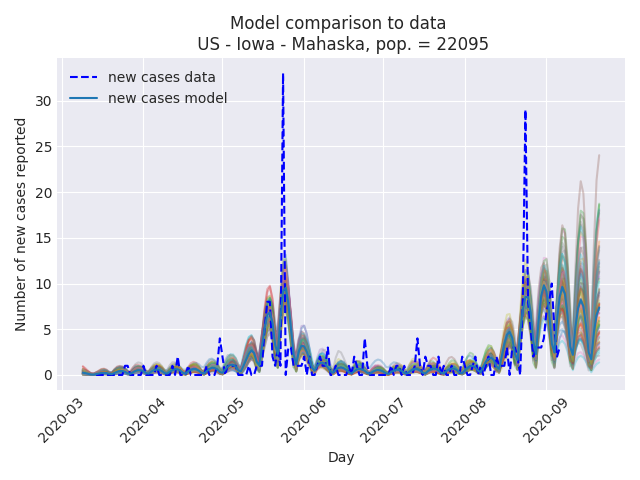 Model comparison to data
US - Iowa - Mahaska, pop. = 22095
new cases data
new cases model
Number of new cases reported
30
25
20
15
10
5
0
2020-03
2020-04
2020-05
2020-06
2020-07
2020-08
2020-09
Day